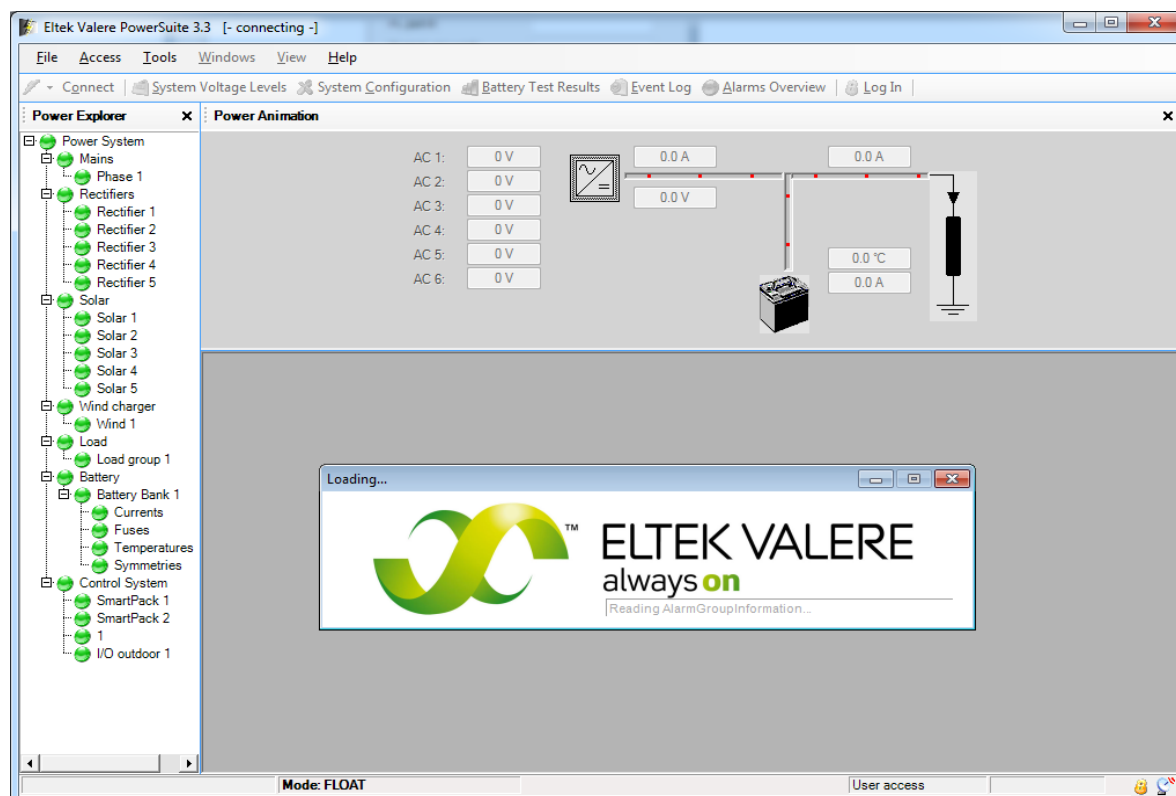 Eltek Valere PowerSuite 3.3 [- connecting -]
File Access Tools Windows View Help
Connect System Voltage Levels System Configuration Battery Test Results Event Log Alarms Overview Log In
Power Explorer
Power System
Mains
Phase 1
Rectifiers
Rectifier 1
Rectifier 2
Rectifier 3
Rectifier 4
Rectifier 5
Solar
Solar 1
Solar 2
Solar 3
Solar 4
Solar 5
Wind charger
Wind 1
Load
Load group 1
Battery
Battery Bank 1
Currents
Fuses
Temperatures
Symmetries
Control System
SmartPack 1
SmartPack 2
1
I/O outdoor 1
Power Animation
AC 1: 0 V
AC 2: 0 V
AC 3: 0 V
AC 4: 0 V
AC 5: 0 V
AC 6: 0 V
0.0 A
0.0 V
0.0 A
0.0 °C
0.0 A
Loading...
ELTEK VALERE
™
always on
Reading AlarmGroupInformation...
Mode: FLOAT
User access